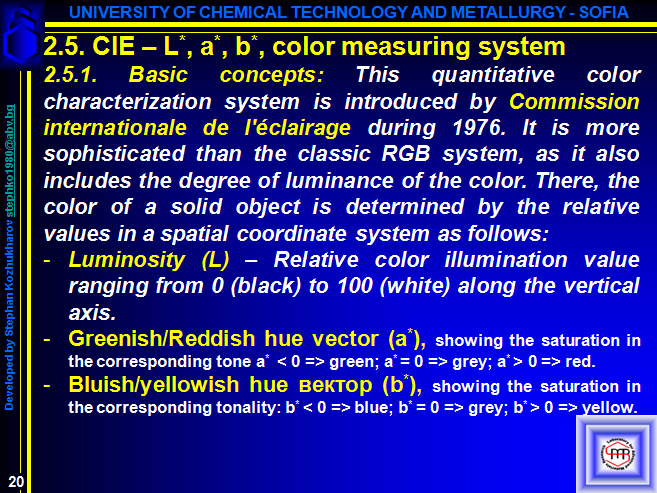 UNIVERSITY OF CHEMICAL TECHNOLOGY AND METALLURGY - SOFIA
2.5. CIE – L*, a*, b*, color measuring system
2.5.1. Basic concepts: This quantitative color
characterization system is introduced by Commission
internationale de l'éclairage during 1976. It is more
sophisticated than the classic RGB system, as it also
includes the degree of luminance of the color. There, the
color of a solid object is determined by the relative
values in a spatial coordinate system as follows:
- Luminosity (L) – Relative color illumination value
ranging from 0 (black) to 100 (white) along the vertical
axis.
- Greenish/Reddish hue vector (a*), showing the saturation in
the corresponding tone a* < 0 => green; a* = 0 => grey; a* > 0 => red.
- Bluish/yellowish hue вектор (b*), showing the saturation in
the corresponding tonality: b* < 0 => blue; b* = 0 => grey; b* > 0 => yellow.
Developed by Stephan Kozhukharov stephko1980@abv.bg
20